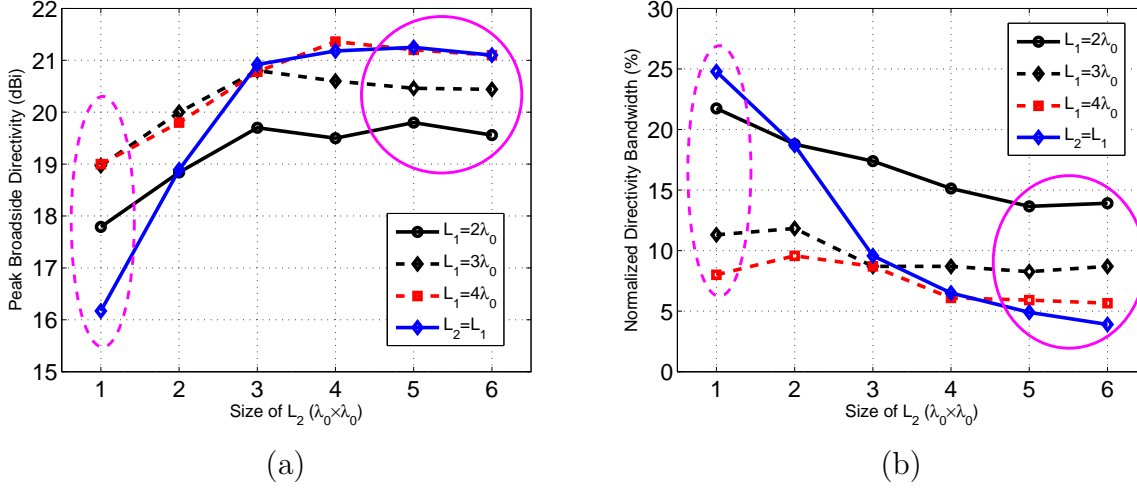 22
21
20
19
18
17
16
15
Peak Broadside Directivity (dBi)
1 2 3 4 5 6
Size of L₂ (λ₀×λ₀)
L₁=2λ₀
L₁=3λ₀
L₁=4λ₀
L₂=L₁
(a)
30
25
20
15
10
5
0
Normalized Directivity Bandwidth (%)
1 2 3 4 5 6
Size of L₂ (λ₀×λ₀)
L₁=2λ₀
L₁=3λ₀
L₁=4λ₀
L₂=L₁
(b)